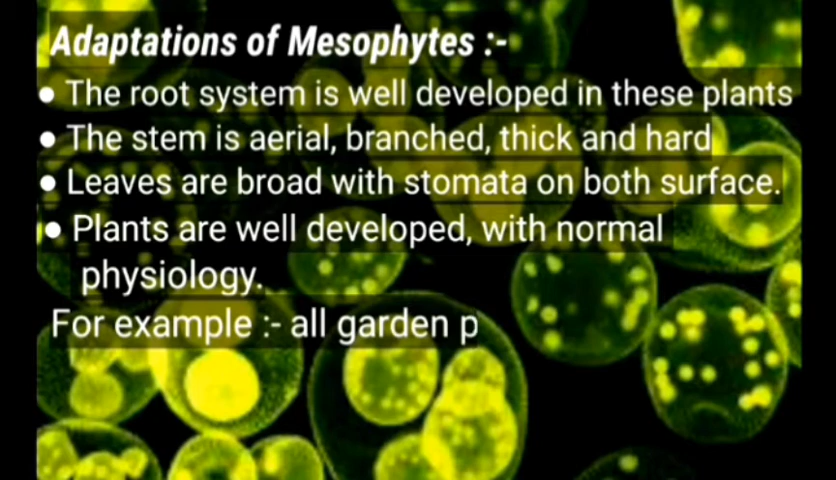 Adaptations of Mesophytes :-
● The root system is well developed in these plants
● The stem is aerial, branched, thick and hard
● Leaves are broad with stomata on both surface.
● Plants are well developed, with normal
physiology.
For example :- all garden p